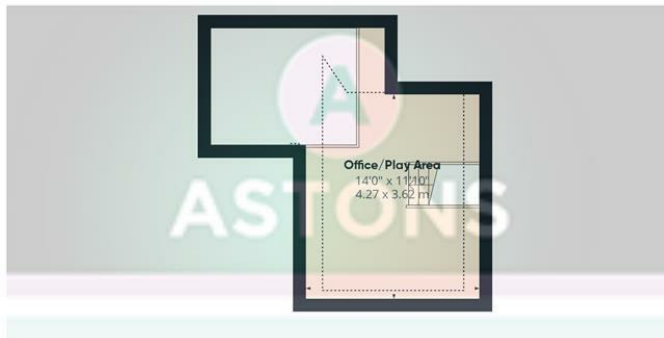 A
Office/Play Area
14'0" x 11'10"
4.27 x 3.62 m
ASTONS